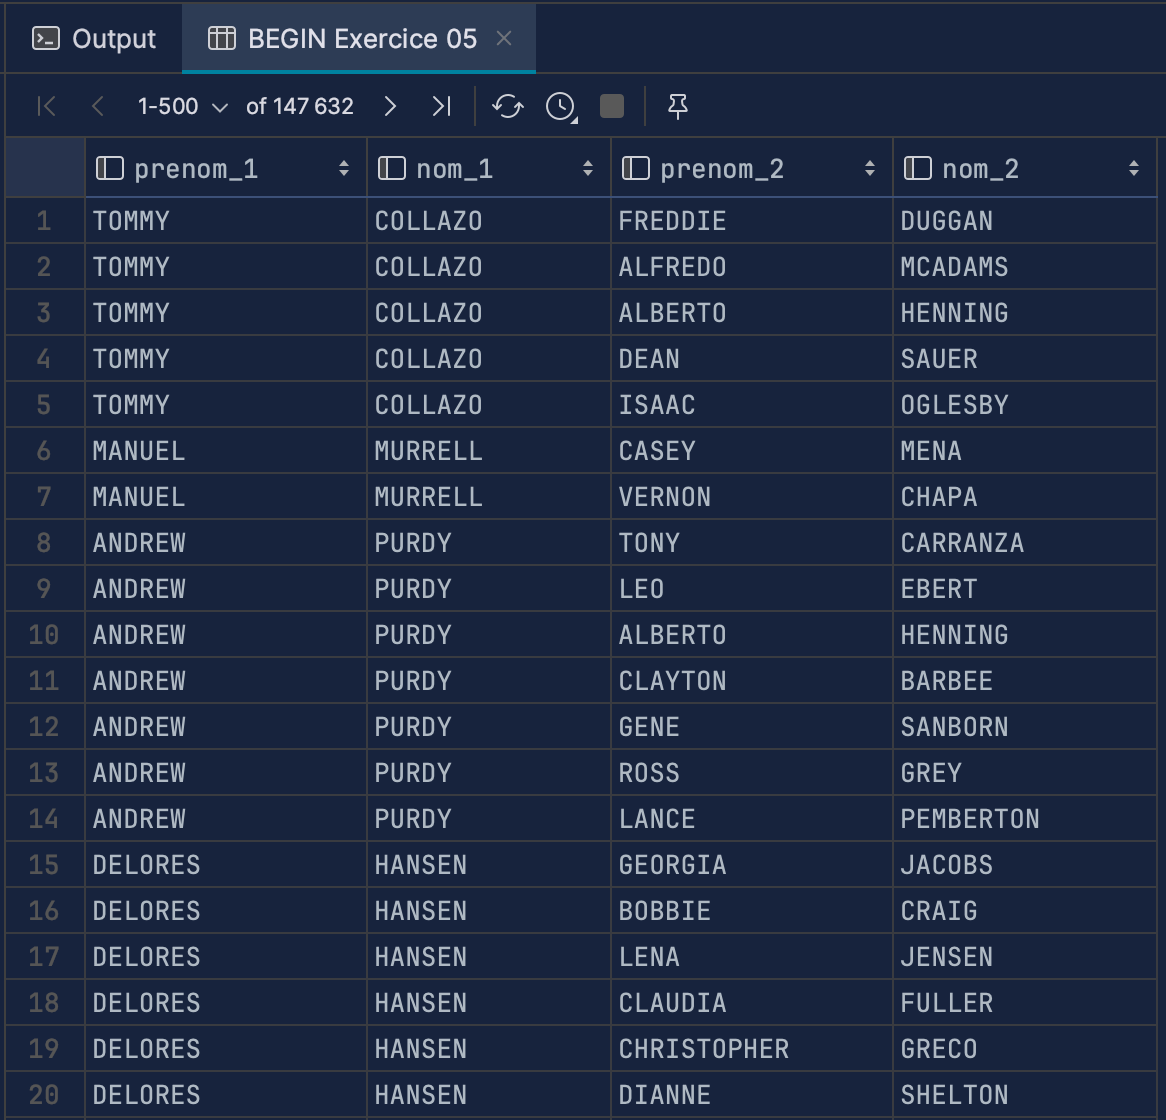 Output BEGIN Exercice 05
1-500 of 147 632
prenom_1 nom_1 prenom_2 nom_2
1 TOMMY COLLAZO FREDDIE DUGGAN
2 TOMMY COLLAZO ALFREDO MCADAMS
3 TOMMY COLLAZO ALBERTO HENNING
4 TOMMY COLLAZO DEAN SAUER
5 TOMMY COLLAZO ISAAC OGLESBY
6 MANUEL MURRELL CASEY MENA
7 MANUEL MURRELL VERNON CHAPA
8 ANDREW PURDY TONY CARRANZA
9 ANDREW PURDY LEO EBERT
10 ANDREW PURDY ALBERTO HENNING
11 ANDREW PURDY CLAYTON BARBEE
12 ANDREW PURDY GENE SANBORN
13 ANDREW PURDY ROSS GREY
14 ANDREW PURDY LANCE PEMBERTON
15 DELORES HANSEN GEORGIA JACOBS
16 DELORES HANSEN BOBBIE CRAIG
17 DELORES HANSEN LENA JENSEN
18 DELORES HANSEN CLAUDIA FULLER
19 DELORES HANSEN CHRISTOPHER GRECO
20 DELORES HANSEN DIANNE SHELTON